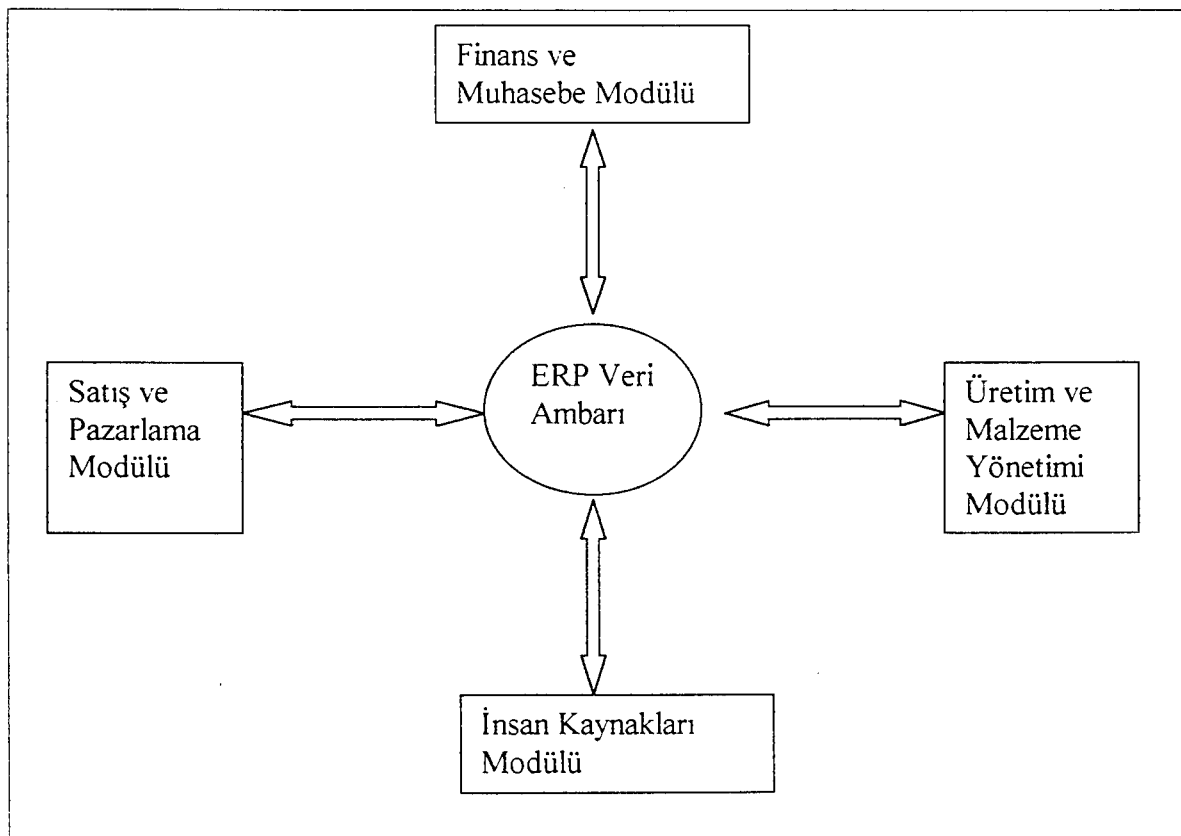 Finans ve
Muhasebe Modülü
ERP Veri
Ambarı
Satış ve
Pazarlama
Modülü
Üretim ve
Malzeme
Yönetimi
Modülü
İnsan Kaynakları
Modülü